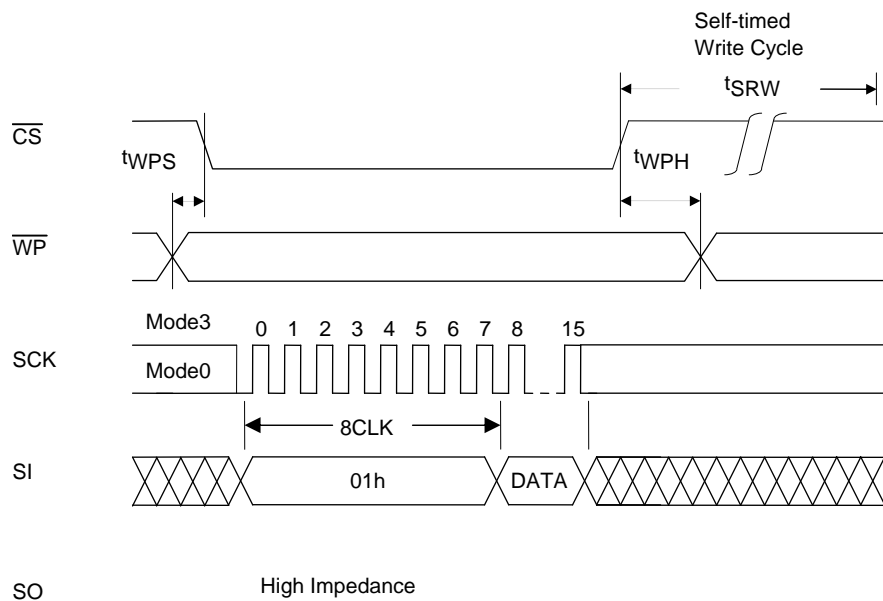 Self-timed
Write Cycle
tSRW
CS
tWPS
tWPH
WP
Mode3
0 1 2 3 4 5 6 7 8 15
SCK
Mode0
8CLK
SI
01h
DATA
High Impedance
SO